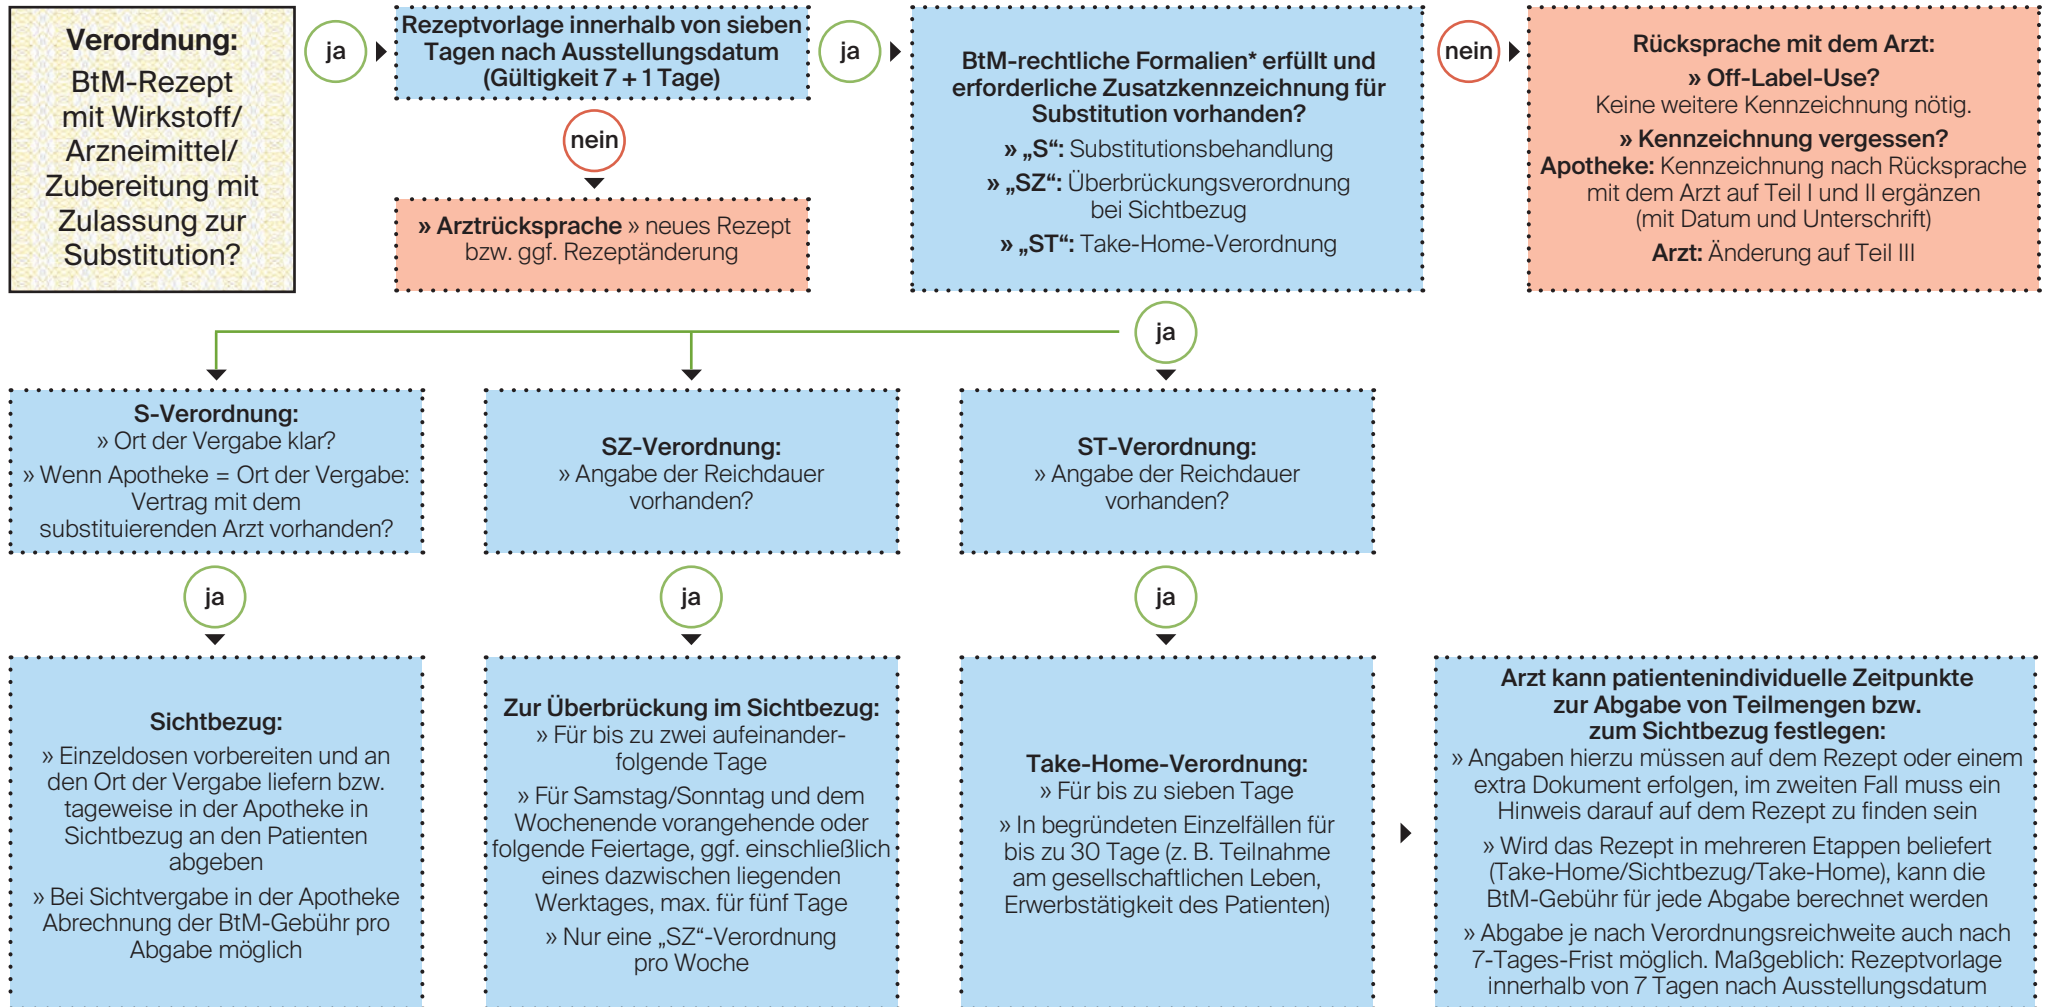 Verordnung:
BtM-Rezept
mit Wirkstoff/
Arzneimittel/
Zubereitung mit
Zulassung zur
Substitution?
ja
Rezeptvorlage innerhalb von sieben
Tagen nach Ausstellungsdatum
(Gültigkeit 7 + 1 Tage)
nein
» Arztrücksprache » neues Rezept
bzw. ggf. Rezeptänderung
ja
BtM-rechtliche Formalien* erfüllt und
erforderliche Zusatzkennzeichnung für
Substitution vorhanden?
» „S“: Substitutionsbehandlung
» „SZ“: Überbrückungsverordnung
bei Sichtbezug
» „ST“: Take-Home-Verordnung
nein
Rücksprache mit dem Arzt:
» Off-Label-Use?
Keine weitere Kennzeichnung nötig.
» Kennzeichnung vergessen?
Apotheke: Kennzeichnung nach Rücksprache
mit dem Arzt auf Teil I und II ergänzen
(mit Datum und Unterschrift)
Arzt: Änderung auf Teil III
ja
S-Verordnung:
» Ort der Vergabe klar?
» Wenn Apotheke = Ort der Vergabe:
Vertrag mit dem
substituierenden Arzt vorhanden?
SZ-Verordnung:
» Angabe der Reichdauer
vorhanden?
ST-Verordnung:
» Angabe der Reichdauer
vorhanden?
ja
ja
ja
Sichtbezug:
» Einzeldosen vorbereiten und an
den Ort der Vergabe liefern bzw.
tageweise in der Apotheke in
Sichtbezug an den Patienten
abgeben
» Bei Sichtvergabe in der Apotheke
Abrechnung der BtM-Gebühr pro
Abgabe möglich
Zur Überbrückung im Sichtbezug:
» Für bis zu zwei aufeinander-
folgende Tage
» Für Samstag/Sonntag und dem
Wochenende vorangehende oder
folgende Feiertage, ggf. einschließlich
eines dazwischen liegenden
Werktages, max. für fünf Tage
» Nur eine „SZ“-Verordnung
pro Woche
Take-Home-Verordnung:
» Für bis zu sieben Tage
» In begründeten Einzelfällen für
bis zu 30 Tage (z. B. Teilnahme
am gesellschaftlichen Leben,
Erwerbstätigkeit des Patienten)
Arzt kann patientenindividuelle Zeitpunkte
zur Abgabe von Teilmengen bzw.
zum Sichtbezug festlegen:
» Angaben hierzu müssen auf dem Rezept oder einem
extra Dokument erfolgen, im zweiten Fall muss ein
Hinweis darauf auf dem Rezept zu finden sein
» Wird das Rezept in mehreren Etappen beliefert
(Take-Home/Sichtbezug/Take-Home), kann die
BtM-Gebühr für jede Abgabe berechnet werden
» Abgabe je nach Verordnungsreichweite auch nach
7-Tages-Frist möglich. Maßgeblich: Rezeptvorlage
innerhalb von 7 Tagen nach Ausstellungsdatum